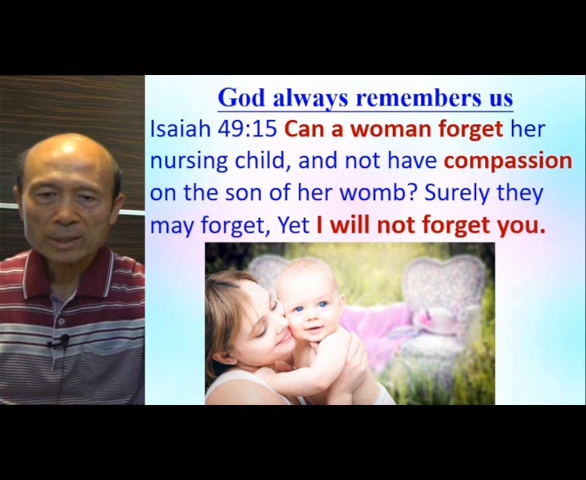 God always remembers us
Isaiah 49:15 Can a woman forget her
nursing child, and not have compassion
on the son of her womb? Surely they
may forget, Yet I will not forget you.